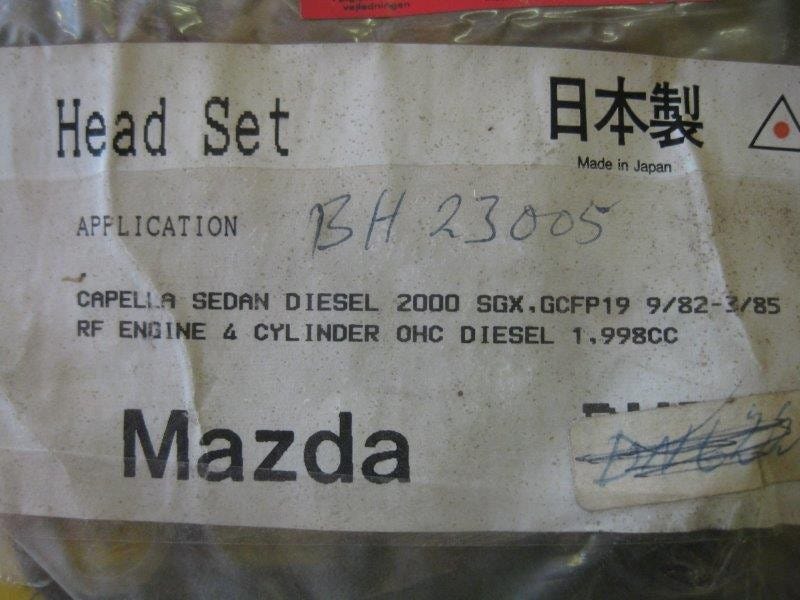 vejledningen
Head Set
日本製
Made in Japan
APPLICATION
BH 23005
CAPELLA SEDAN DIESEL 2000 SGX,GCFP19 9/82-3/85
RF ENGINE 4 CYLINDER OHC DIESEL 1,998CC
Mazda